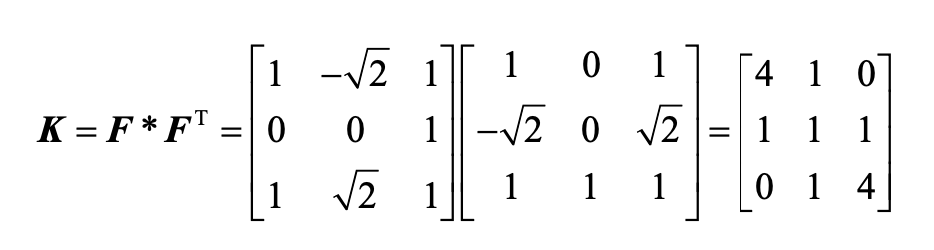 K = F * Fᵀ = [1 −√2 1; 0 0 1; 1 √2 1] [1 0 1; −√2 0 √2; 1 1 1] = [4 1 0; 1 1 1; 0 1 4]